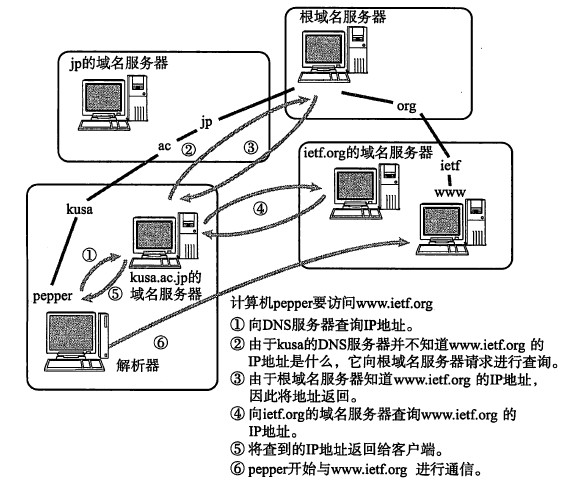 根域名服务器
jp的域名服务器
jp
org
ac
②
③
ietf.org的域名服务器
ietf
www
kusa
④
①
kusa.ac.jp的
域名服务器
⑤
pepper
⑥
解析器
计算机pepper要访问www.ietf.org
① 向DNS服务器查询IP地址。
② 由于kusa的DNS服务器并不知道www.ietf.org 的
IP地址是什么，它向根域名服务器请求进行查询。
③ 由于根域名服务器知道www.ietf.org 的IP地址，
因此将地址返回。
④ 向ietf.org的域名服务器查询www.ietf.org 的
IP地址。
⑤ 将查到的IP地址返回给客户端。
⑥ pepper开始与www.ietf.org 进行通信。